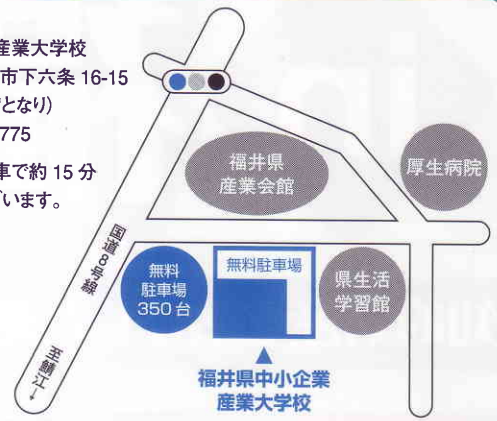 産業大学校
市下六条 16-15
となり)
775
車で約 15 分
います。
福井県
産業会館
厚生病院
国道8号線
無料
駐車場
350 台
無料駐車場
県生活
学習館
至鯖江→
福井県中小企業
産業大学校